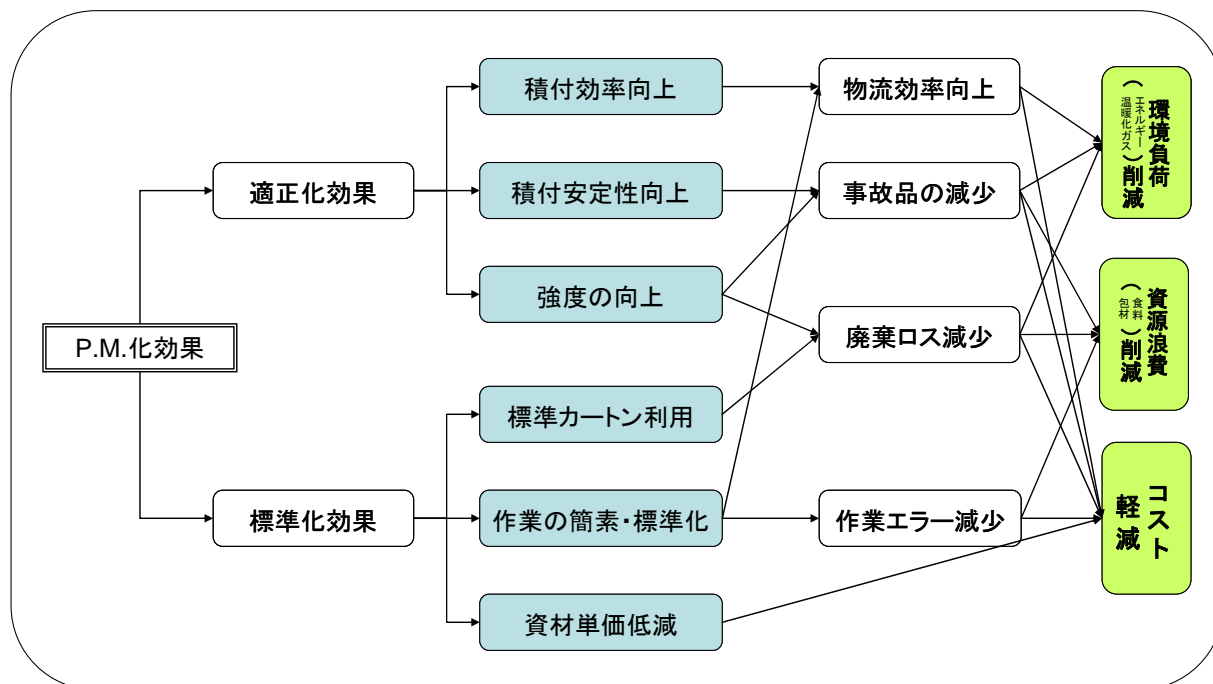 P.M.化効果
適正化効果
標準化効果
積付効率向上
積付安定性向上
強度の向上
標準カートン利用
作業の簡素・標準化
資材単価低減
物流効率向上
事故品の減少
廃棄ロス減少
作業エラー減少
環境負荷
(エネルギー
温暖化ガス)削減
資源浪費
(食料
包材)削減
コスト
軽減